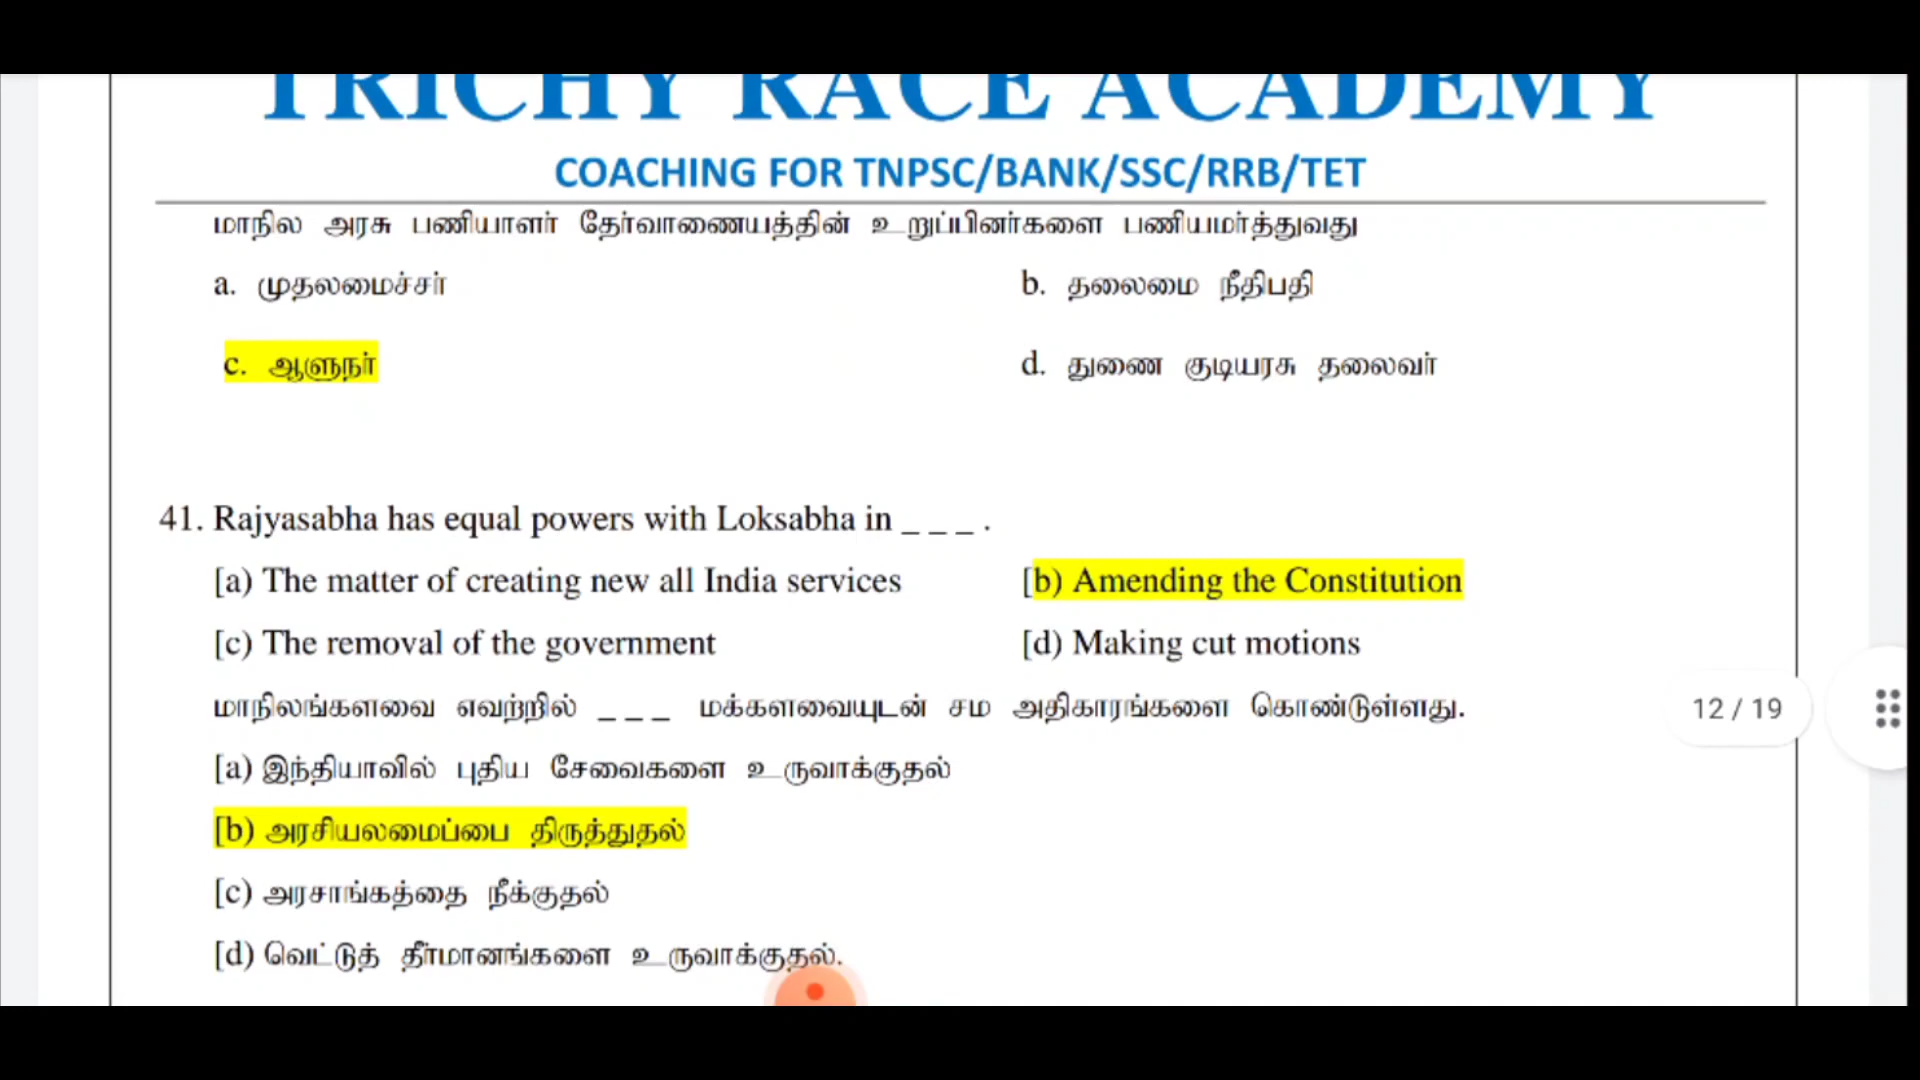 TRICHY RACE ACADEMY
COACHING FOR TNPSC/BANK/SSC/RRB/TET
மாநில அரசு பணியாளர் தேர்வாணையத்தின் உறுப்பினர்களை பணியமர்த்துவது
a. முதலமைச்சர் b. தலைமை நீதிபதி
c. ஆளுநர் d. துணை குடியரசு தலைவர்
41. Rajyasabha has equal powers with Loksabha in _ _ _ .
[a) The matter of creating new all India services [b) Amending the Constitution
[c) The removal of the government [d) Making cut motions
மாநிலங்களவை எவற்றில் _ _ _ மக்களவையுடன் சம அதிகாரங்களை கொண்டுள்ளது.
[a) இந்தியாவில் புதிய சேவைகளை உருவாக்குதல்
[b) அரசியலமைப்பை திருத்துதல்
[c) அரசாங்கத்தை நீக்குதல்
[d) வெட்டுத் தீர்மானங்களை உருவாக்குதல்.
12 / 19